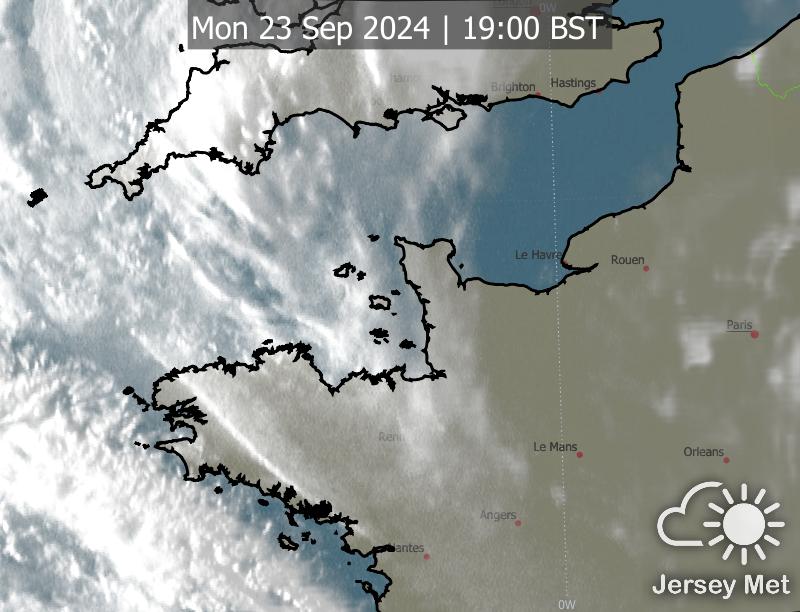 Mon 23 Sep 2024 | 19:00 BST
0W
Brighton
Hastings
Le Havre
Rouen
Paris
Renn
Le Mans
Orleans
Angers
Nantes
Jersey Met
0W